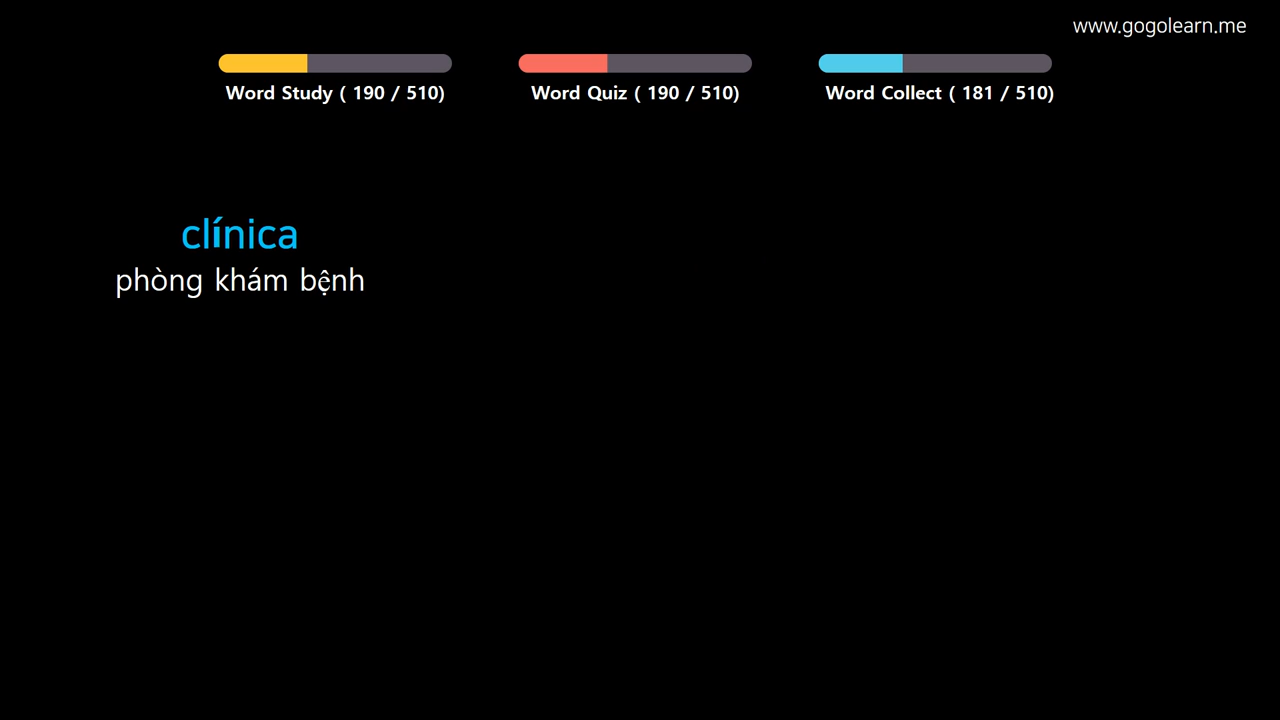 www.gogolearn.me
Word Study ( 190 / 510)
Word Quiz ( 190 / 510)
Word Collect ( 181 / 510)
clínica
phòng khám bệnh